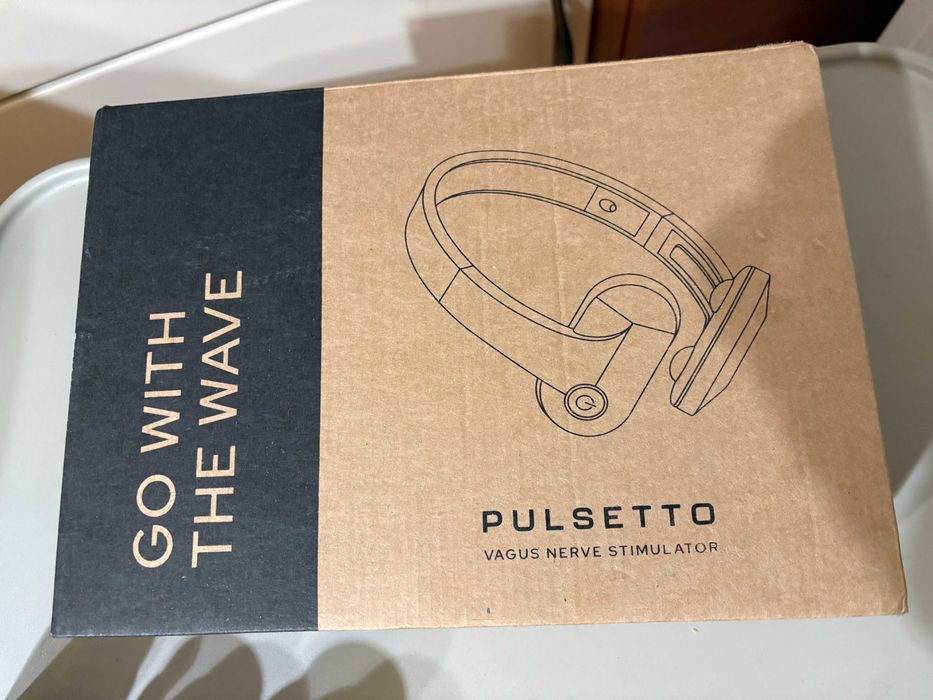 GO WITH
THE WAVE
PULSETTO
VAGUS NERVE STIMULATOR